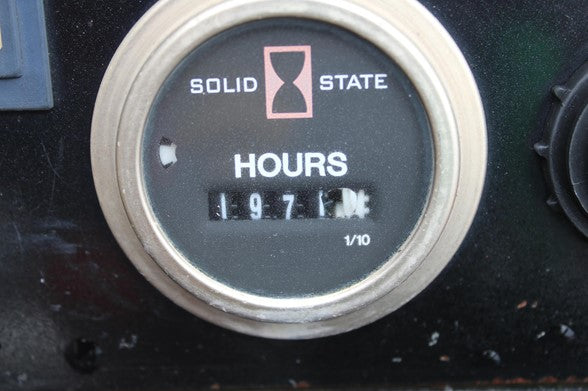 SOLID STATE
HOURS
1971
1/10